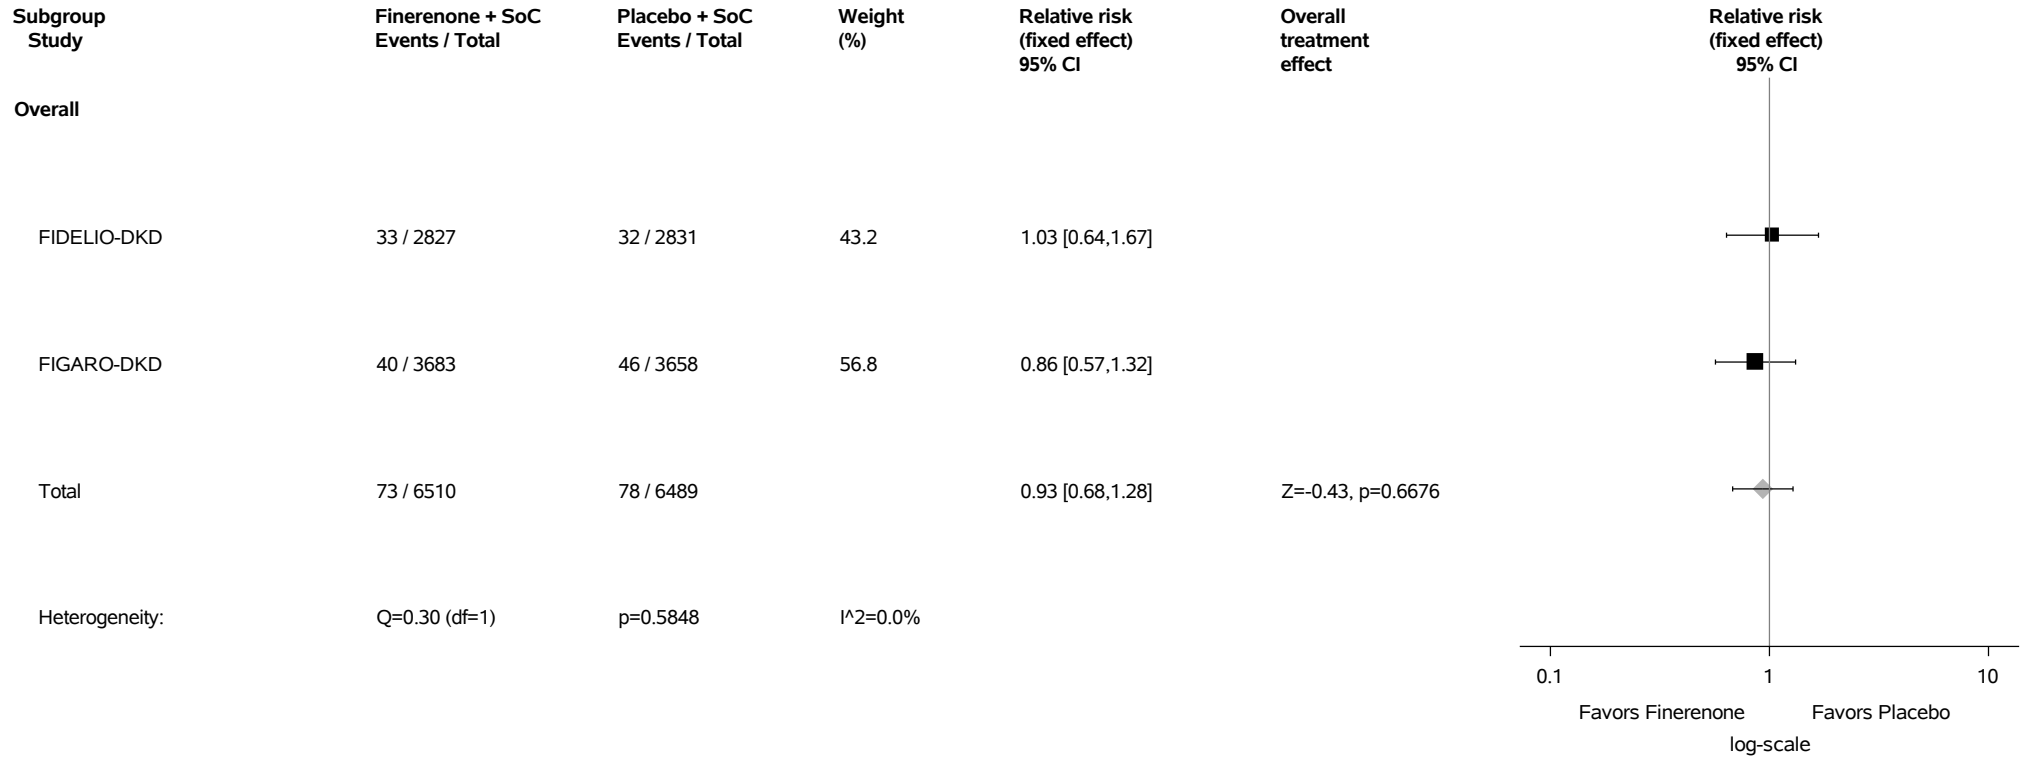 Subgroup Finerenone + SoC Placebo + SoC Weight Relative risk Overall Relative risk
Study Events / Total Events / Total (%) (fixed effect) treatment (fixed effect)
95% CI effect 95% CI
Overall
FIDELIO-DKD 33 / 2827 32 / 2831 43.2 1.03 [0.64,1.67]
FIGARO-DKD 40 / 3683 46 / 3658 56.8 0.86 [0.57,1.32]
Total 73 / 6510 78 / 6489 0.93 [0.68,1.28] Z=-0.43, p=0.6676
Heterogeneity: Q=0.30 (df=1) p=0.5848 I^2=0.0%
0.1 1 10
Favors Finerenone Favors Placebo
log-scale